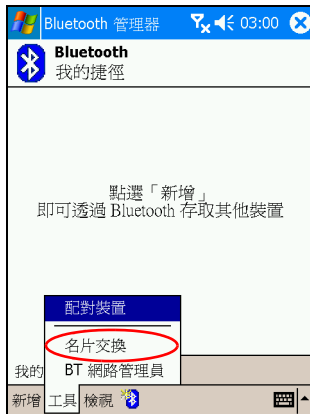 Bluetooth 管理器 03:00
Bluetooth
我的捷徑
點選「新增」
即可透過 Bluetooth 存取其他裝置
配對裝置
名片交換
BT 網路管理員
我的
新增 工具 檢視